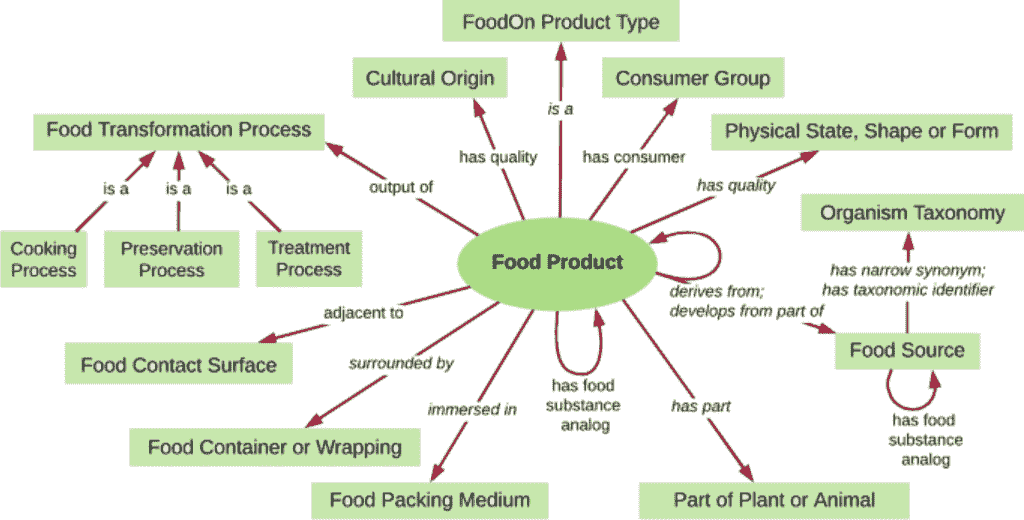 FoodOn Product Type
Cultural Origin
Consumer Group
is a
Food Transformation Process
Physical State, Shape or Form
has quality
has consumer
is a
is a
is a
output of
has quality
Organism Taxonomy
Cooking
Process
Preservation
Process
Treatment
Process
Food Product
has narrow synonym;
has taxonomic identifier
derives from;
develops from part of
adjacent to
Food Contact Surface
Food Source
surrounded by
has food
substance
analog
immersed in
has part
has food
substance
analog
Food Container or Wrapping
Food Packing Medium
Part of Plant or Animal